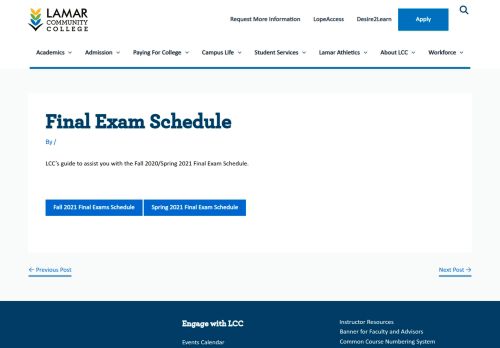 LAMAR
COMMUNITY
COLLEGE
Request More Information LopeAccess Desire2Learn Apply
Academics Admission Paying For College Campus Life Student Services Lamar Athletics About LCC Workforce
Final Exam Schedule
By /
LCC's guide to assist you with the Fall 2020/Spring 2021 Final Exam Schedule.
Fall 2021 Final Exams Schedule Spring 2021 Final Exam Schedule
← Previous Post Next Post →
Engage with LCC
Events Calendar
Instructor Resources
Banner for Faculty and Advisors
Common Course Numbering System